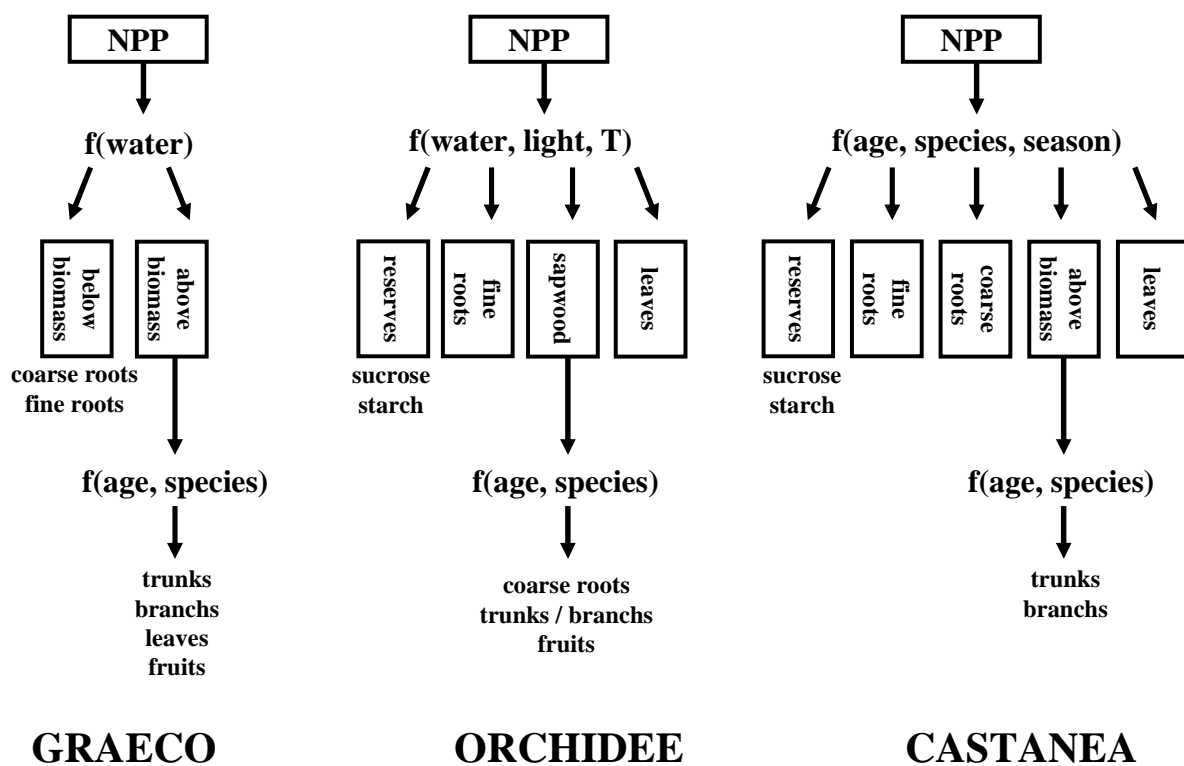 NPP
f(water)
below
biomass
above
biomass
coarse roots
fine roots
f(age, species)
trunks
branchs
leaves
fruits
GRAECO
NPP
f(water, light, T)
reserves
fine
roots
sapwood
leaves
sucrose
starch
f(age, species)
coarse roots
trunks / branchs
fruits
ORCHIDEE
NPP
f(age, species, season)
reserves
fine
roots
coarse
roots
above
biomass
leaves
sucrose
starch
f(age, species)
trunks
branchs
CASTANEA